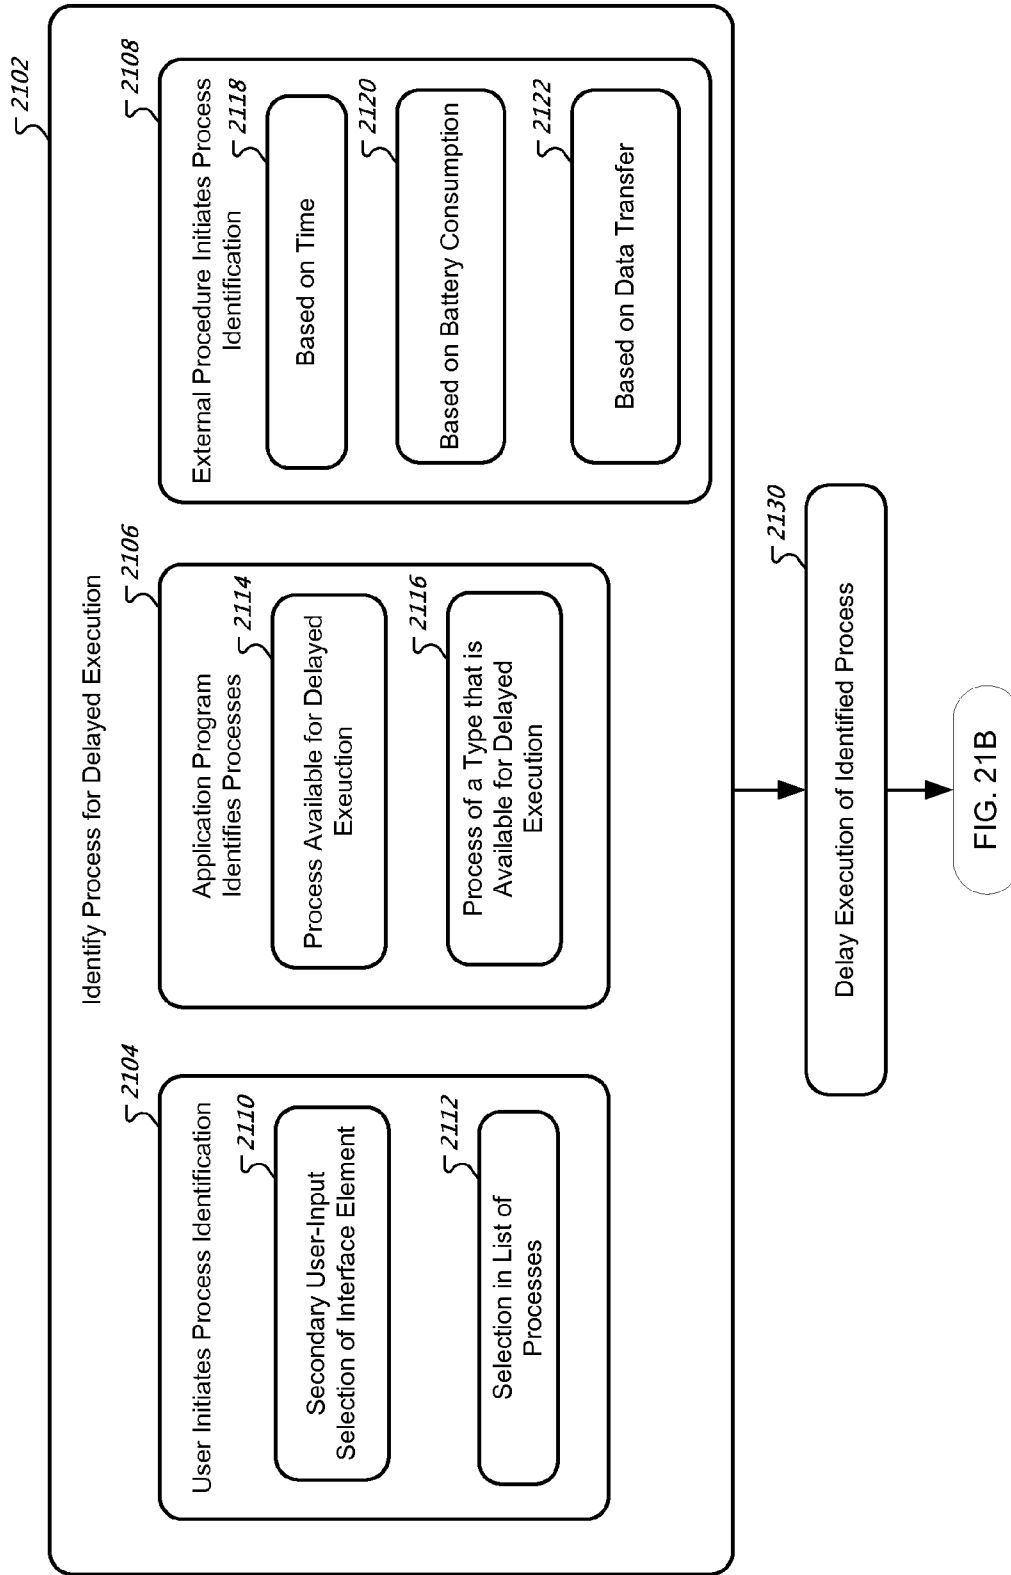 2102
Identify Process for Delayed Execution
2104
User Initiates Process Identification
2110
Secondary User-Input
Selection of Interface Element
2112
Selection in List of
Processes
2106
Application Program
Identifies Processes
2114
Process Available for Delayed
Exeuction
2116
Process of a Type that is
Available for Delayed
Execution
2108
External Procedure Initiates Process
Identification
2118
Based on Time
2120
Based on Battery Consumption
2122
Based on Data Transfer
2130
Delay Execution of Identified Process
FIG. 21B